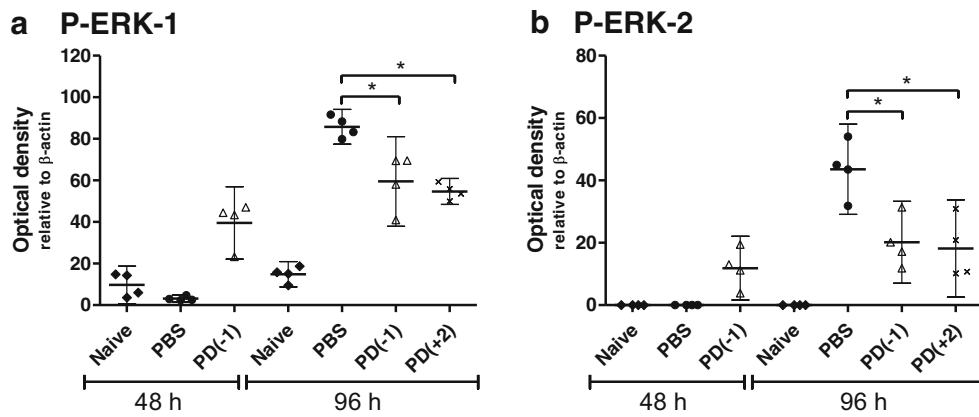 a P-ERK-1
120
100
80
60
40
20
0
Optical density
relative to β-actin
*
*
Naive
PBS
PD(-1)
Naive
PBS
PD(-1)
PD(+2)
48 h
96 h
b P-ERK-2
80
60
40
20
0
Optical density
relative to β-actin
*
*
Naive
PBS
PD(-1)
Naive
PBS
PD(-1)
PD(+2)
48 h
96 h